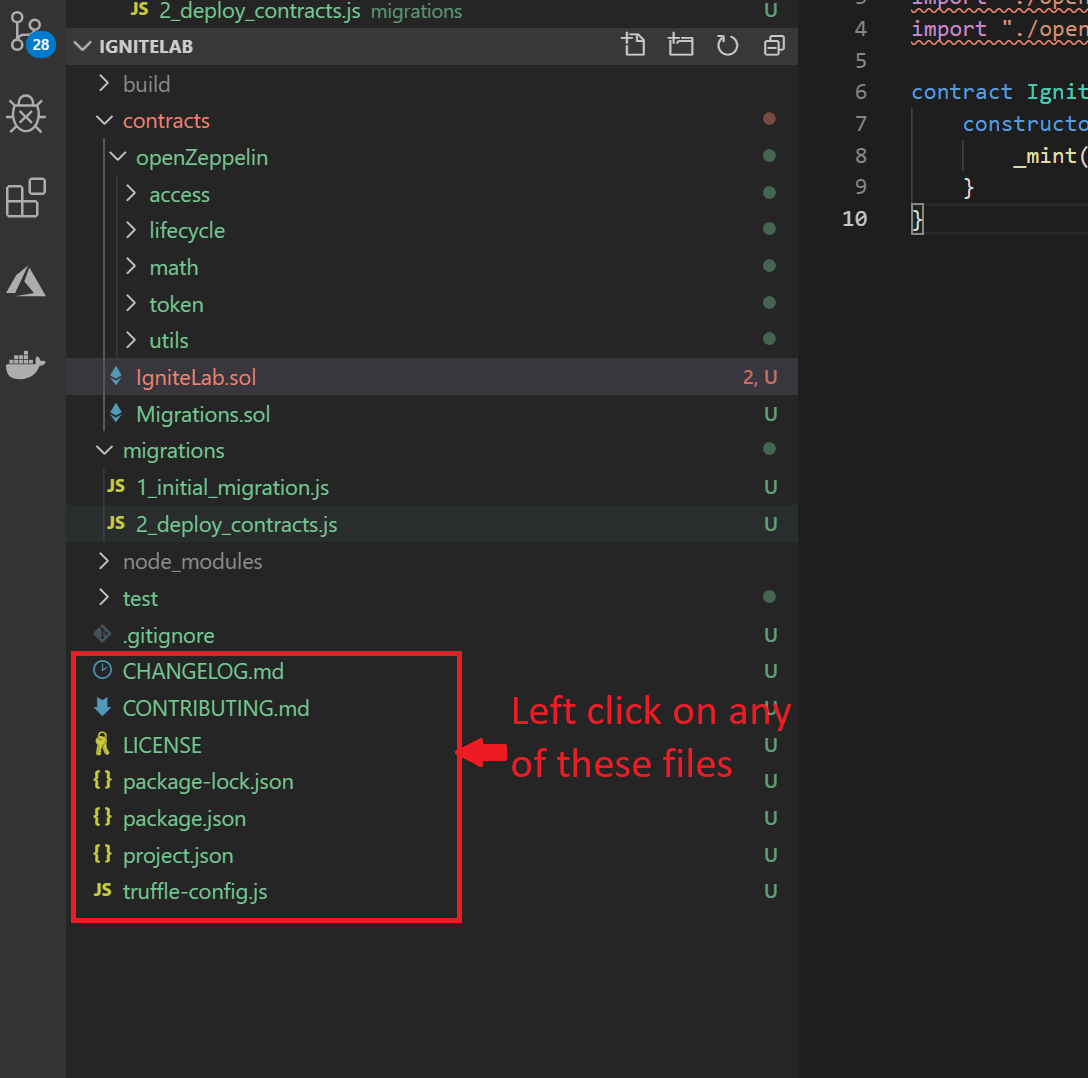 JS 2_deploy_contracts.js migrations U
28
IGNITELAB
build
contracts
openZeppelin
access
lifecycle
math
token
utils
IgniteLab.sol 2, U
Migrations.sol U
migrations
JS 1_initial_migration.js U
JS 2_deploy_contracts.js U
node_modules
test
.gitignore U
CHANGELOG.md U
CONTRIBUTING.md U
LICENSE U
{} package-lock.json U
{} package.json U
{} project.json U
JS truffle-config.js U
Left click on any
of these files
3 import "./open
4 import "./open
5
6 contract Ignit
7 constructo
8 _mint(
9 }
10 }